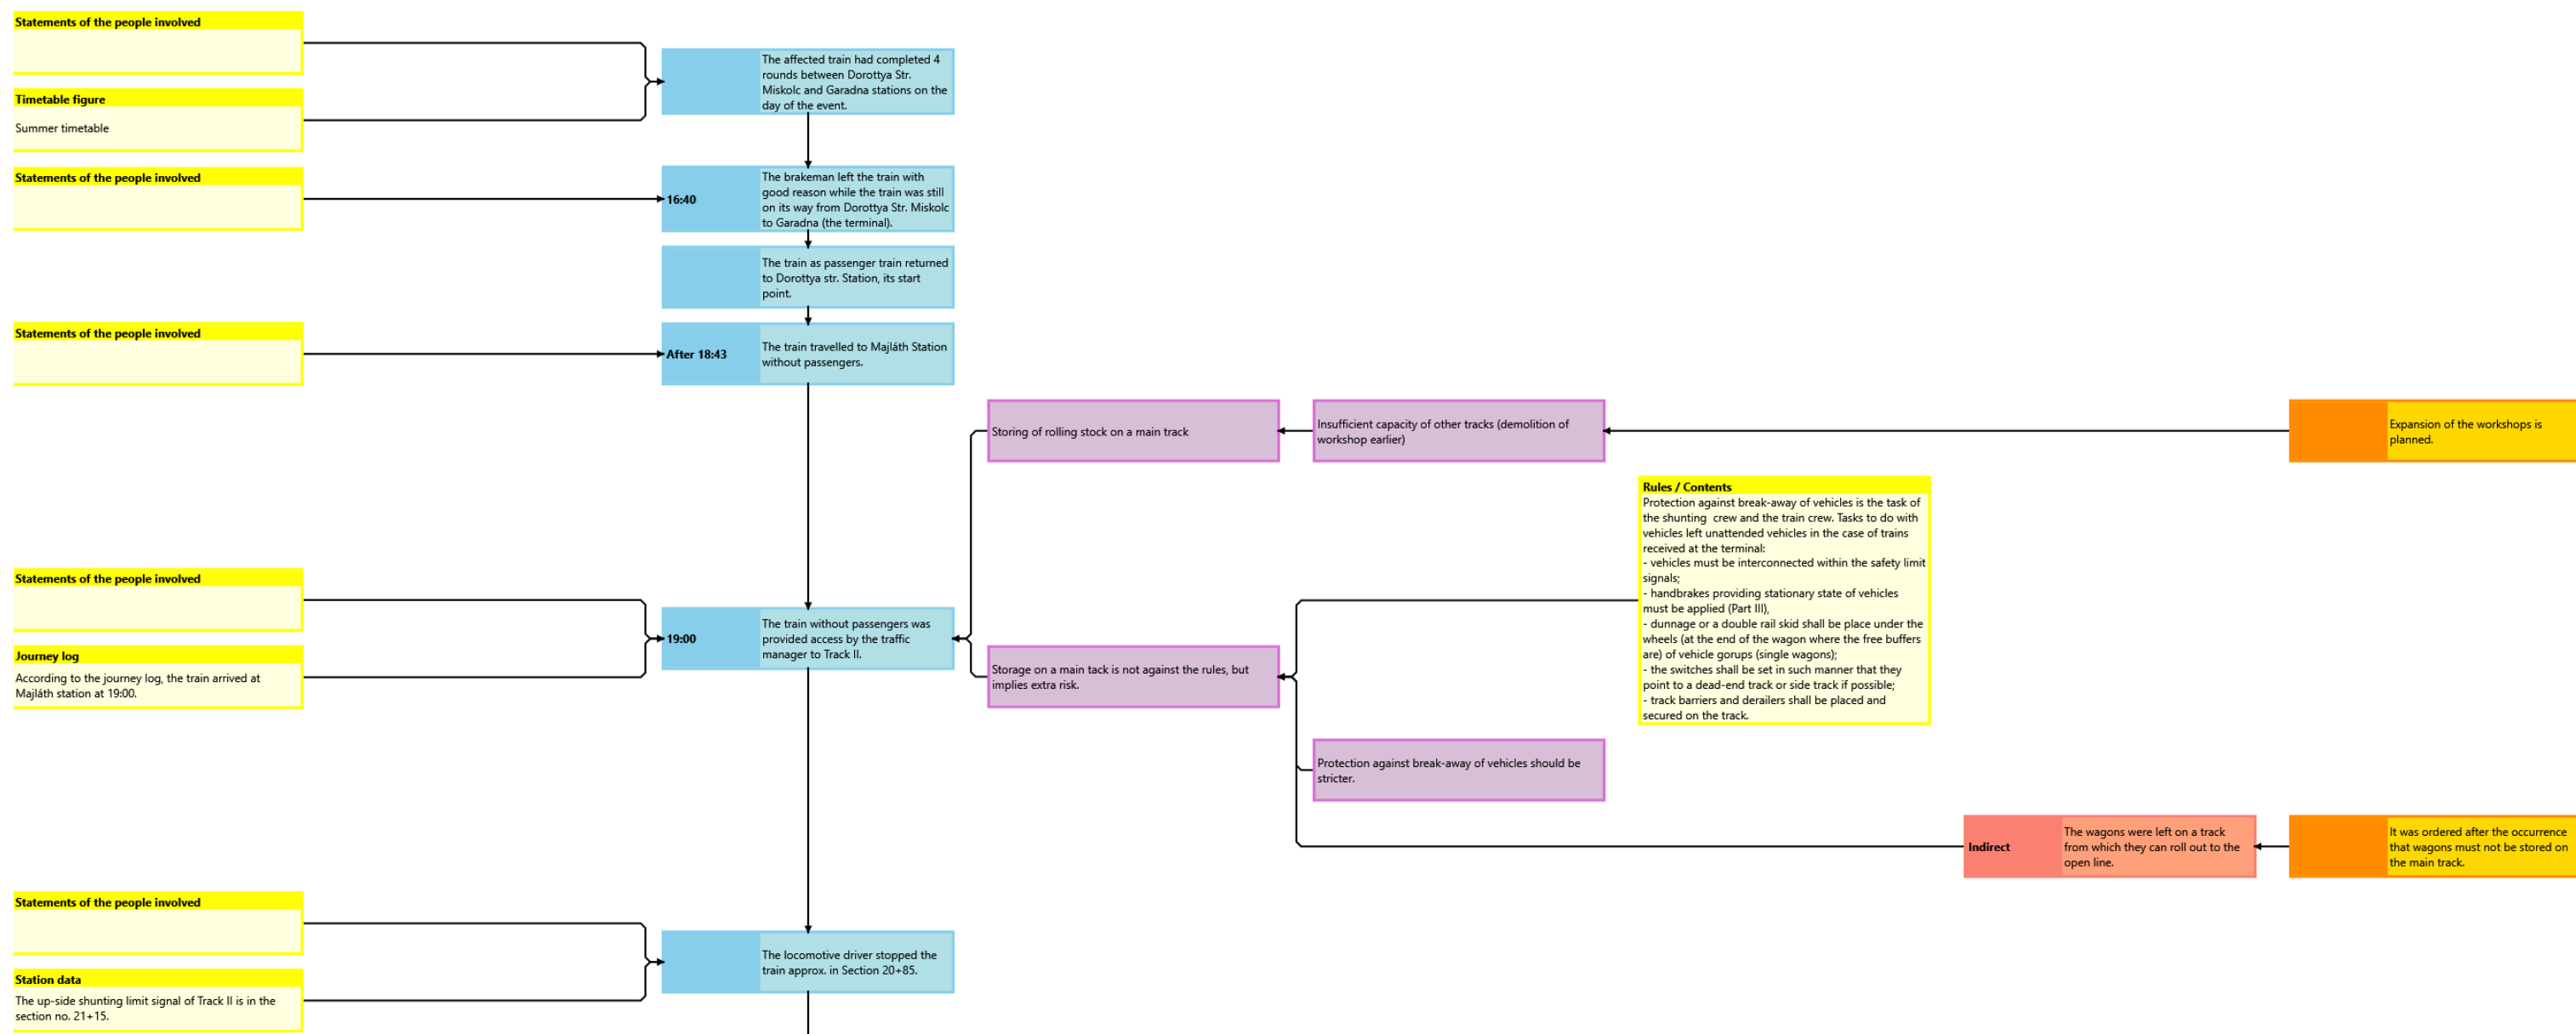 Statements of the people involved
The affected train had completed 4
rounds between Dorottya Str.
Miskolc and Garadna stations on the
day of the event.
Timetable figure
Summer timetable
Statements of the people involved
16:40
The brakeman left the train with
good reason while the train was still
on its way from Dorottya Str. Miskolc
to Garadna (the terminal).
The train as passenger train returned
to Dorottya str. Station, its start
point.
Statements of the people involved
After 18:43
The train travelled to Majláth Station
without passengers.
Storing of rolling stock on a main track
Insufficient capacity of other tracks (demolition of
workshop earlier)
Expansion of the workshops is
planned.
Rules / Contents
Protection against break-away of vehicles is the task of
the shunting  crew and the train crew. Tasks to do with
vehicles left unattended vehicles in the case of trains
received at the terminal:
- vehicles must be interconnected within the safety limit
signals;
- handbrakes providing stationary state of vehicles
must be applied (Part III),
- dunnage or a double rail skid shall be place under the
wheels (at the end of the wagon where the free buffers
are) of vehicle gorups (single wagons);
- the switches shall be set in such manner that they
point to a dead-end track or side track if possible;
- track barriers and derailers shall be placed and
secured on the track.
Statements of the people involved
19:00
The train without passengers was
provided access by the traffic
manager to Track II.
Journey log
According to the journey log, the train arrived at
Majláth station at 19:00.
Storage on a main tack is not against the rules, but
implies extra risk.
Protection against break-away of vehicles should be
stricter.
Indirect
The wagons were left on a track
from which they can roll out to the
open line.
It was ordered after the occurrence
that wagons must not be stored on
the main track.
Statements of the people involved
The locomotive driver stopped the
train approx. in Section 20+85.
Station data
The up-side shunting limit signal of Track II is in the
section no. 21+15.